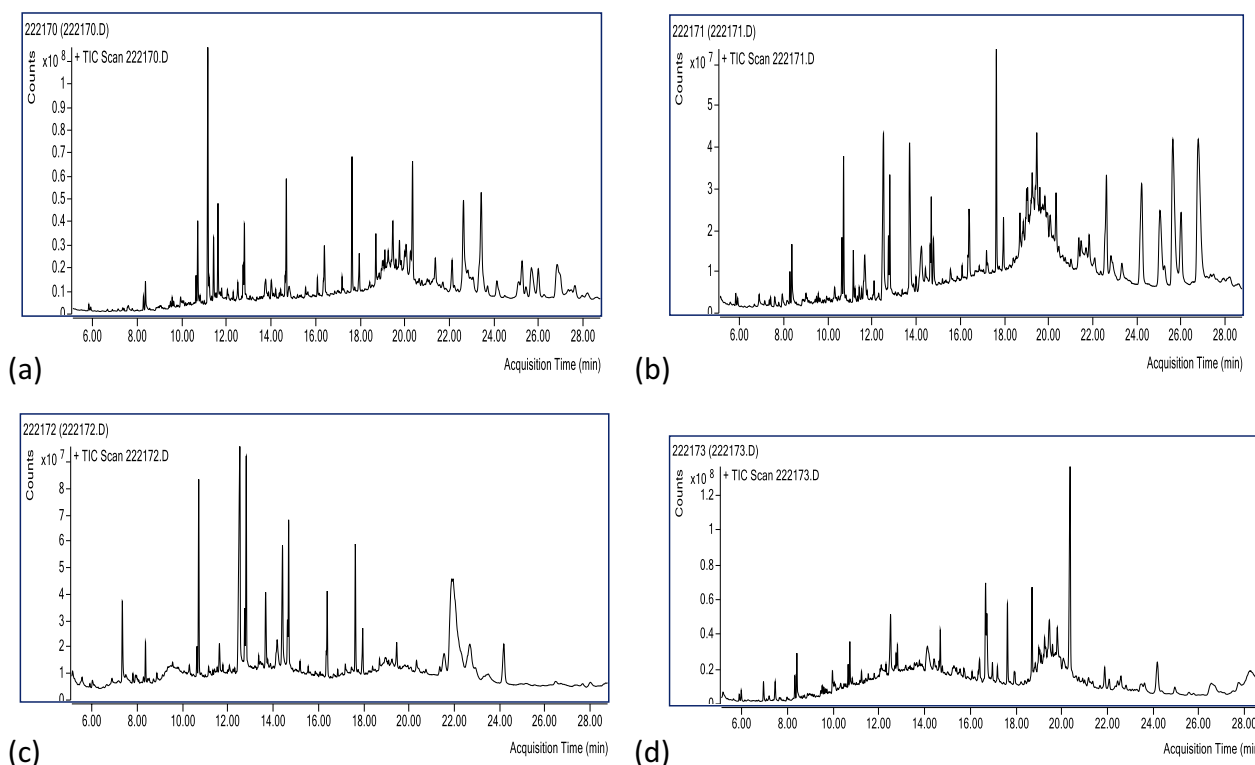 222170 (222170.D)
x10 8 + TIC Scan 222170.D
Counts
1
0.9
0.8
0.7
0.6
0.5
0.4
0.3
0.2
0.1
0
6.00 8.00 10.00 12.00 14.00 16.00 18.00 20.00 22.00 24.00 26.00 28.00
Acquisition Time (min)
(a)
222171 (222171.D)
x10 7 + TIC Scan 222171.D
Counts
5
4
3
2
1
0
6.00 8.00 10.00 12.00 14.00 16.00 18.00 20.00 22.00 24.00 26.00 28.00
Acquisition Time (min)
(b)
222172 (222172.D)
x10 7 + TIC Scan 222172.D
Counts
8
7
6
5
4
3
2
1
0
6.00 8.00 10.00 12.00 14.00 16.00 18.00 20.00 22.00 24.00 26.00 28.00
Acquisition Time (min)
(c)
222173 (222173.D)
x10 8 + TIC Scan 222173.D
Counts
1.2
1
0.8
0.6
0.4
0.2
0
6.00 8.00 10.00 12.00 14.00 16.00 18.00 20.00 22.00 24.00 26.00 28.00
Acquisition Time (min)
(d)